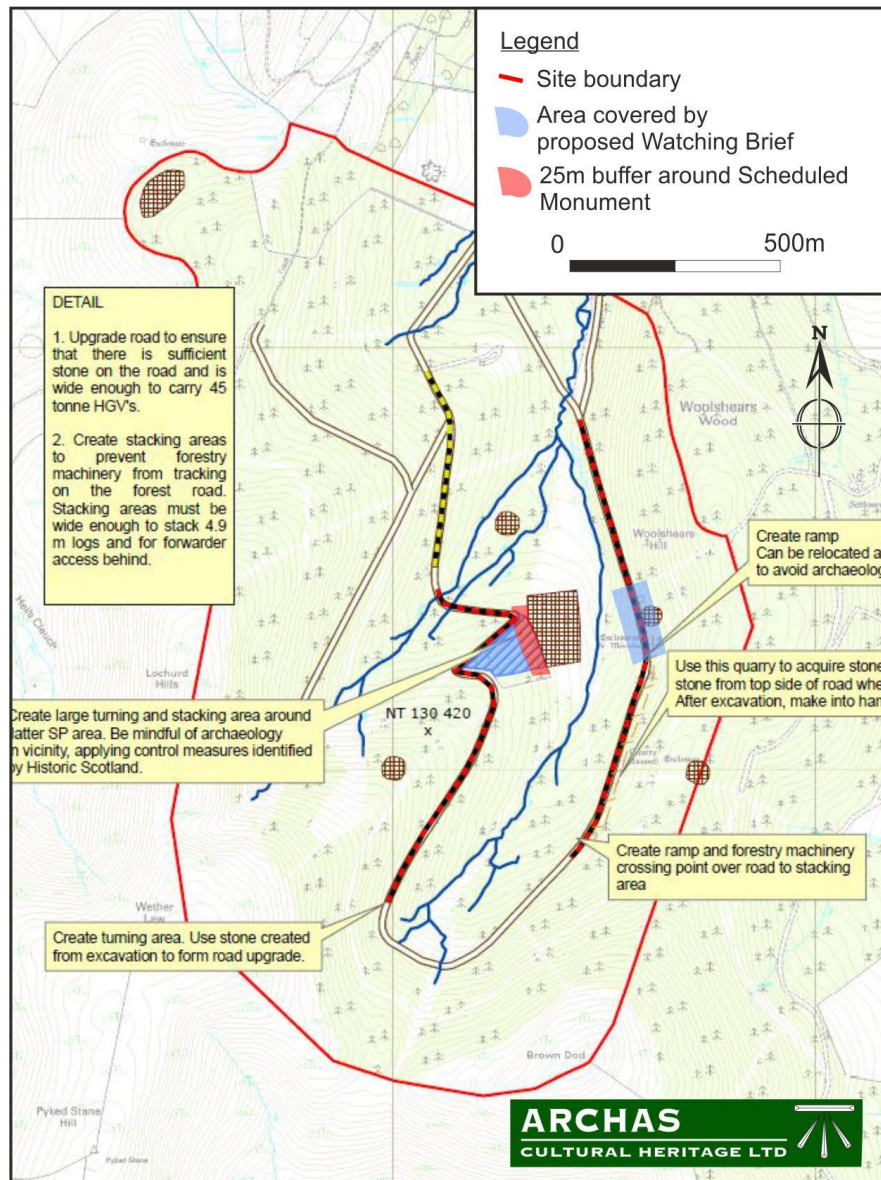 Legend
Site boundary
Area covered by
proposed Watching Brief
25m buffer around Scheduled
Monument
0 500m
Track
Enclosure
Track
DETAIL
1. Upgrade road to ensure
that there is sufficient
stone on the road and is
wide enough to carry 45
tonne HGV's.
2. Create stacking areas
to prevent forestry
machinery from tracking
on the forest road.
Stacking areas must be
wide enough to stack 4.9
m logs and for forwarder
access behind.
N
Woolshears
Wood
Woolshears
Hill
Create ramp
Can be relocated a
to avoid archaeolog
Hells Cleuch
Lochurd
Hills
Use this quarry to acquire stone
stone from top side of road whe
After excavation, make into har
Create large turning and stacking area around
latter SP area. Be mindful of archaeology
n vicinity, applying control measures identified
by Historic Scotland.
NT 130 420
x
Enclosure
Create ramp and forestry machinery
crossing point over road to stacking
area
Wether
Law
Create turning area. Use stone created
from excavation to form road upgrade.
Brown Dod
Pyked Stane
Hill
Pyked Stane
ARCHAS
CULTURAL HERITAGE LTD